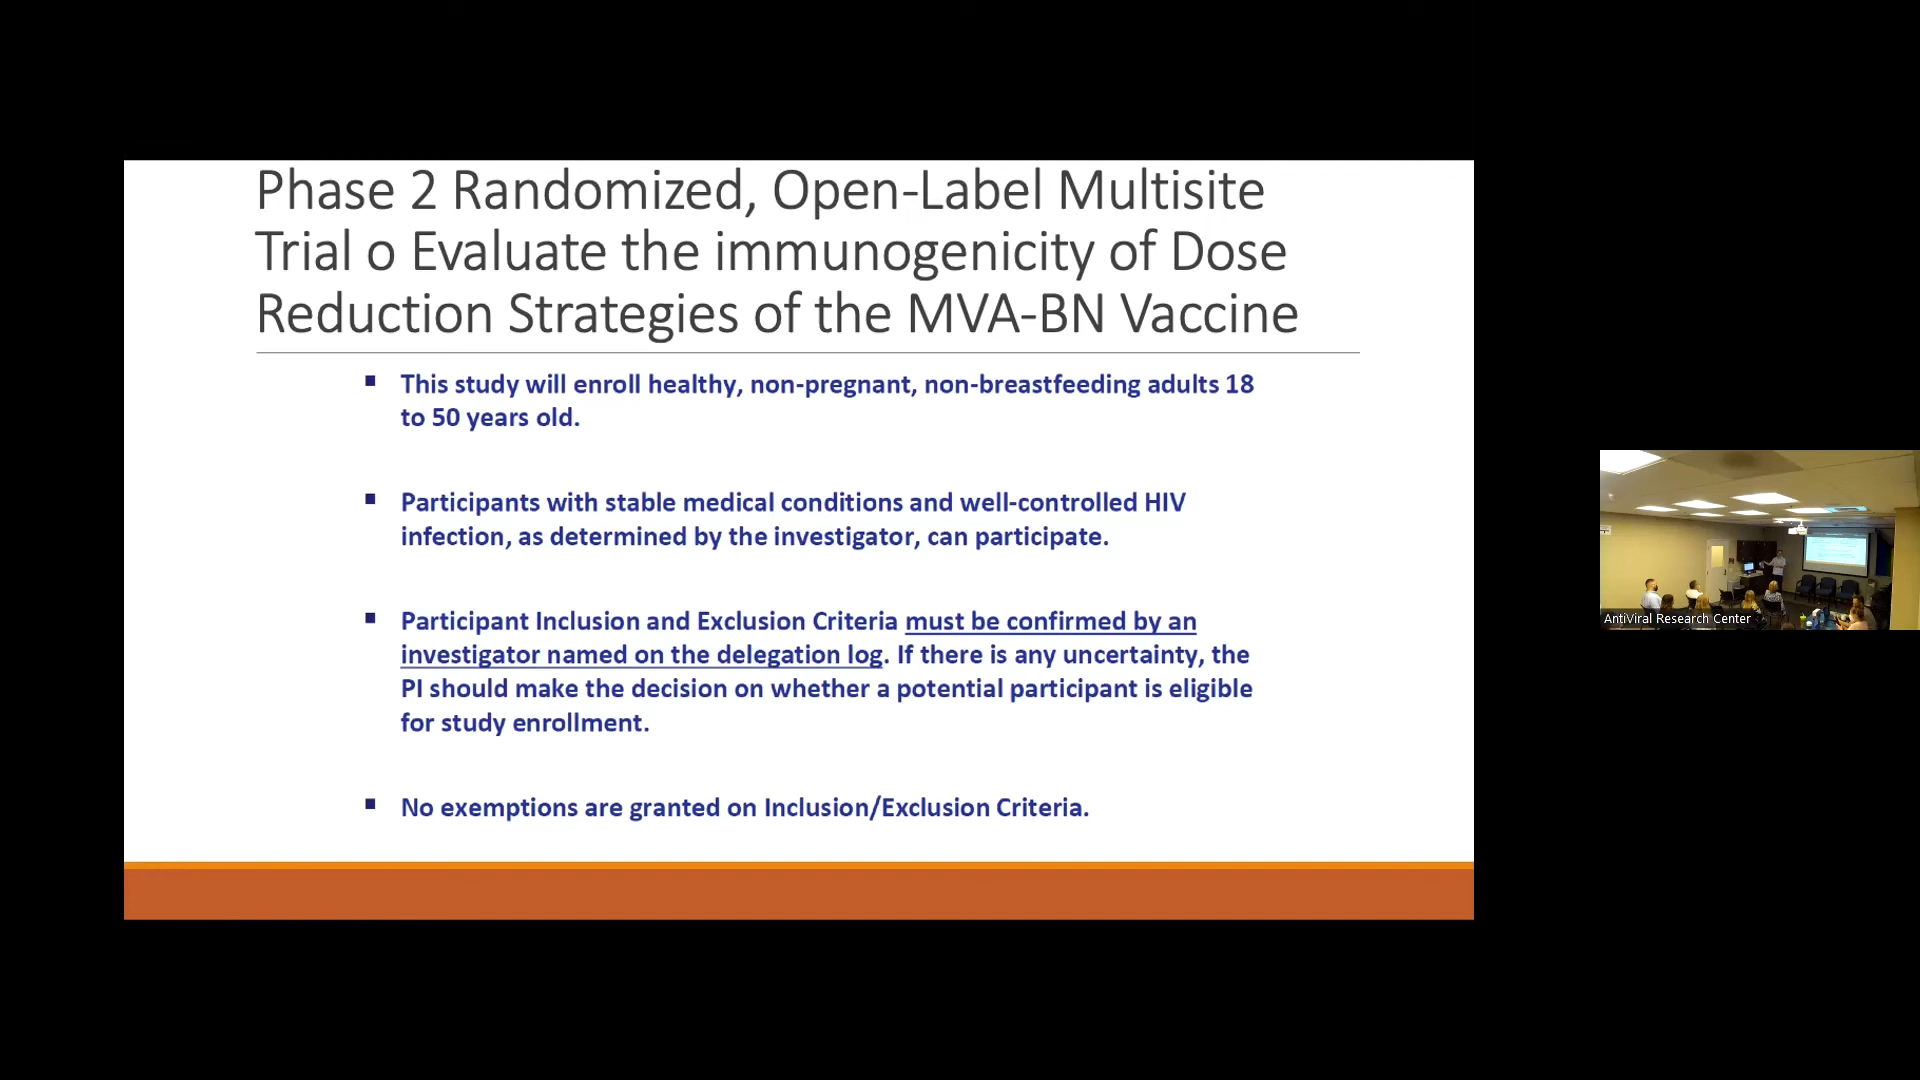 Phase 2 Randomized, Open-Label Multisite
Trial o Evaluate the immunogenicity of Dose
Reduction Strategies of the MVA-BN Vaccine
▪ This study will enroll healthy, non-pregnant, non-breastfeeding adults 18
to 50 years old.
▪ Participants with stable medical conditions and well-controlled HIV
infection, as determined by the investigator, can participate.
▪ Participant Inclusion and Exclusion Criteria must be confirmed by an
investigator named on the delegation log. If there is any uncertainty, the
PI should make the decision on whether a potential participant is eligible
for study enrollment.
▪ No exemptions are granted on Inclusion/Exclusion Criteria.
AntiViral Research Center